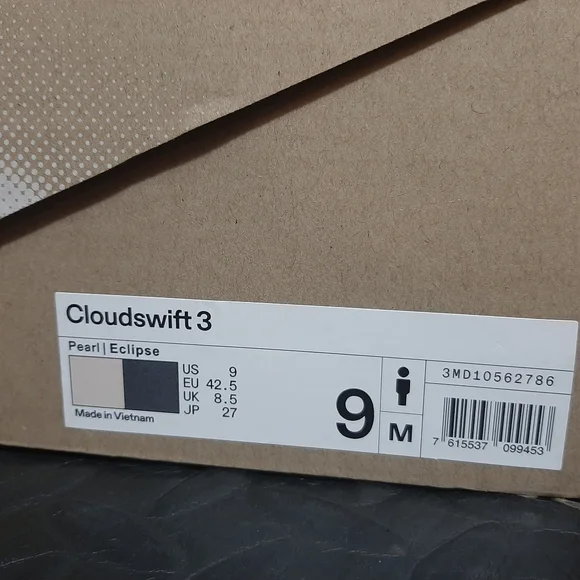 Cloudswift 3
Pearl | Eclipse
US 9
EU 42.5
UK 8.5
JP 27
Made in Vietnam
9
M
3MD10562786
7 615537 099453